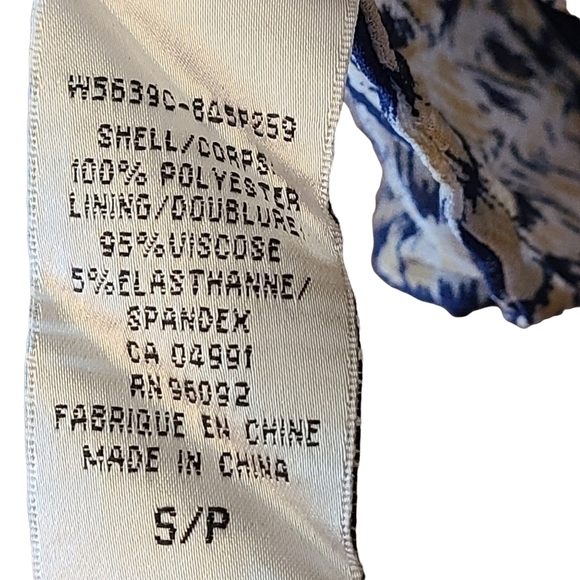 W5639C-845P259
SHELL/CORPS:
100% POLYESTER
LINING/DOUBLURE:
95% VISCOSE
5% ELASTHANNE/
SPANDEX
CA 04991
RN 96092
FABRIQUE EN CHINE
MADE IN CHINA
S/P